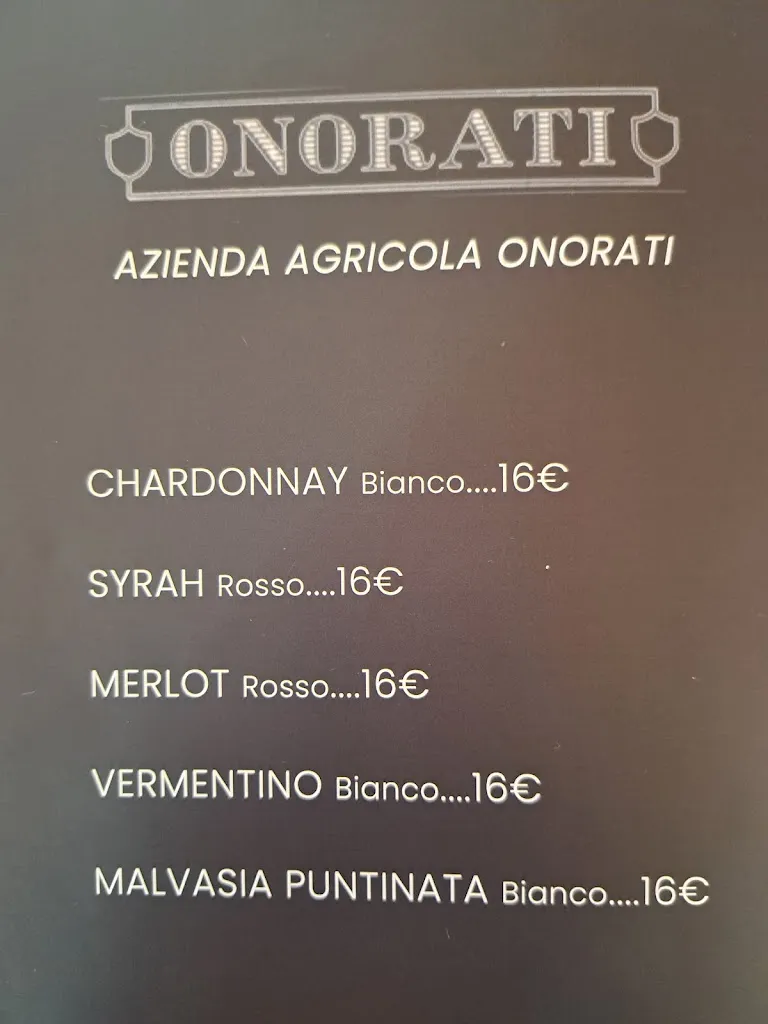 ONORATI
AZIENDA AGRICOLA ONORATI
CHARDONNAY Bianco....16€
SYRAH Rosso....16€
MERLOT Rosso....16€
VERMENTINO Bianco....16€
MALVASIA PUNTINATA Bianco....16€